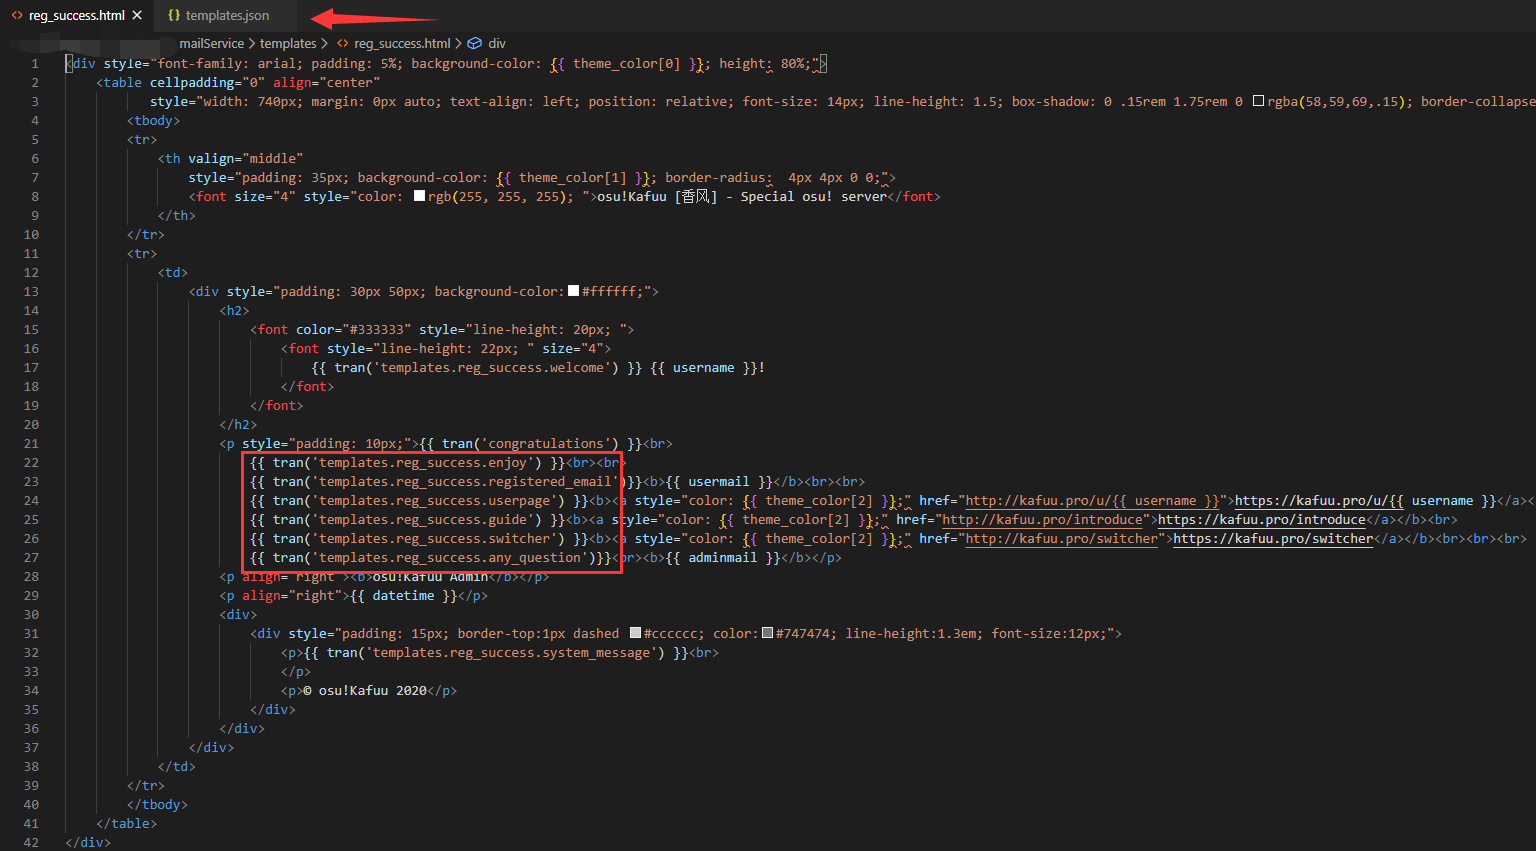 <> reg_success.html × {} templates.json
mailService > templates > <> reg_success.html > div
1 <div style="font-family: arial; padding: 5%; background-color: {{ theme_color[0] }}; height: 80%;">
2 <table cellpadding="0" align="center"
3 style="width: 740px; margin: 0px auto; text-align: left; position: relative; font-size: 14px; line-height: 1.5; box-shadow: 0 .15rem 1.75rem 0 rgba(58,59,69,.15); border-collapse
4 <tbody>
5 <tr>
6 <th valign="middle"
7 style="padding: 35px; background-color: {{ theme_color[1] }}; border-radius:  4px 4px 0 0;">
8 <font size="4" style="color: rgb(255, 255, 255); ">osu!Kafuu [香风] - Special osu! server</font>
9 </th>
10 </tr>
11 <tr>
12 <td>
13 <div style="padding: 30px 50px; background-color:#ffffff;">
14 <h2>
15 <font color="#333333" style="line-height: 20px; ">
16 <font style="line-height: 22px; " size="4">
17 {{ tran('templates.reg_success.welcome') }} {{ username }}!
18 </font>
19 </font>
20 </h2>
21 <p style="padding: 10px;">{{ tran('congratulations') }}<br>
22 {{ tran('templates.reg_success.enjoy') }}<br><br>
23 {{ tran('templates.reg_success.registered_email')}}<b>{{ usermail }}</b><br><br>
24 {{ tran('templates.reg_success.userpage') }}<b><a style="color: {{ theme_color[2] }};" href="http://kafuu.pro/u/{{ username }}">https://kafuu.pro/u/{{ username }}</a><
25 {{ tran('templates.reg_success.guide') }}<b><a style="color: {{ theme_color[2] }};" href="http://kafuu.pro/introduce">https://kafuu.pro/introduce</a></b><br>
26 {{ tran('templates.reg_success.switcher') }}<b><a style="color: {{ theme_color[2] }};" href="http://kafuu.pro/switcher">https://kafuu.pro/switcher</a></b><br><br><br>
27 {{ tran('templates.reg_success.any_question')}}<br><b>{{ adminmail }}</b></p>
28 <p align="right"><b>osu!Kafuu Admin</b></p>
29 <p align="right">{{ datetime }}</p>
30 <div>
31 <div style="padding: 15px; border-top:1px dashed #cccccc; color:#747474; line-height:1.3em; font-size:12px;">
32 <p>{{ tran('templates.reg_success.system_message') }}<br>
33 </p>
34 <p>© osu!Kafuu 2020</p>
35 </div>
36 </div>
37 </div>
38 </td>
39 </tr>
40 </tbody>
41 </table>
42 </div>